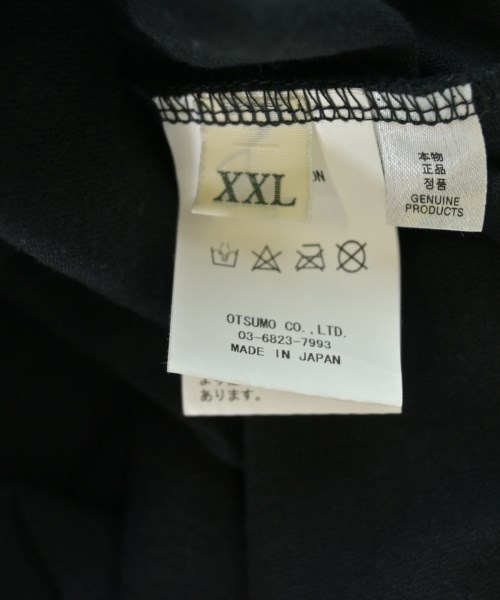 XXL
ON
OTSUMO CO.,LTD.
03-6823-7993
MADE IN JAPAN
あります。
本物
正品
정품
GENUINE
PRODUCTS